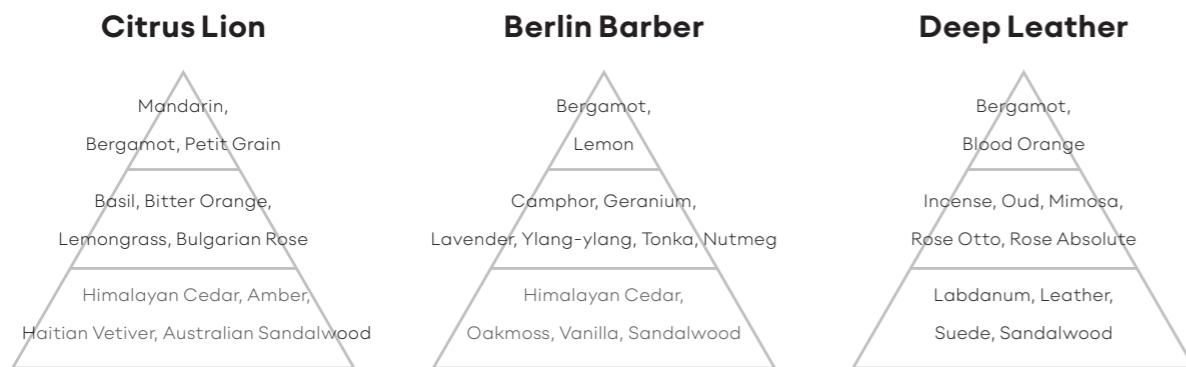 Citrus Lion
Mandarin,
Bergamot, Petit Grain
Basil, Bitter Orange,
Lemongrass, Bulgarian Rose
Himalayan Cedar, Amber,
Haitian Vetiver, Australian Sandalwood
Berlin Barber
Bergamot,
Lemon
Camphor, Geranium,
Lavender, Ylang-ylang, Tonka, Nutmeg
Himalayan Cedar,
Oakmoss, Vanilla, Sandalwood
Deep Leather
Bergamot,
Blood Orange
Incense, Oud, Mimosa,
Rose Otto, Rose Absolute
Labdanum, Leather,
Suede, Sandalwood